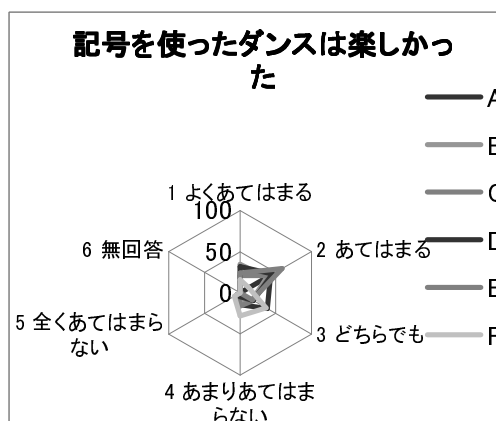 記号を使ったダンスは楽しかっ
た
A
B
C
D
E
F
1 よくあてはまる
100
50
0
2 あてはまる
3 どちらでも
4 あまりあてはま
らない
5 全くあてはまら
ない
6 無回答